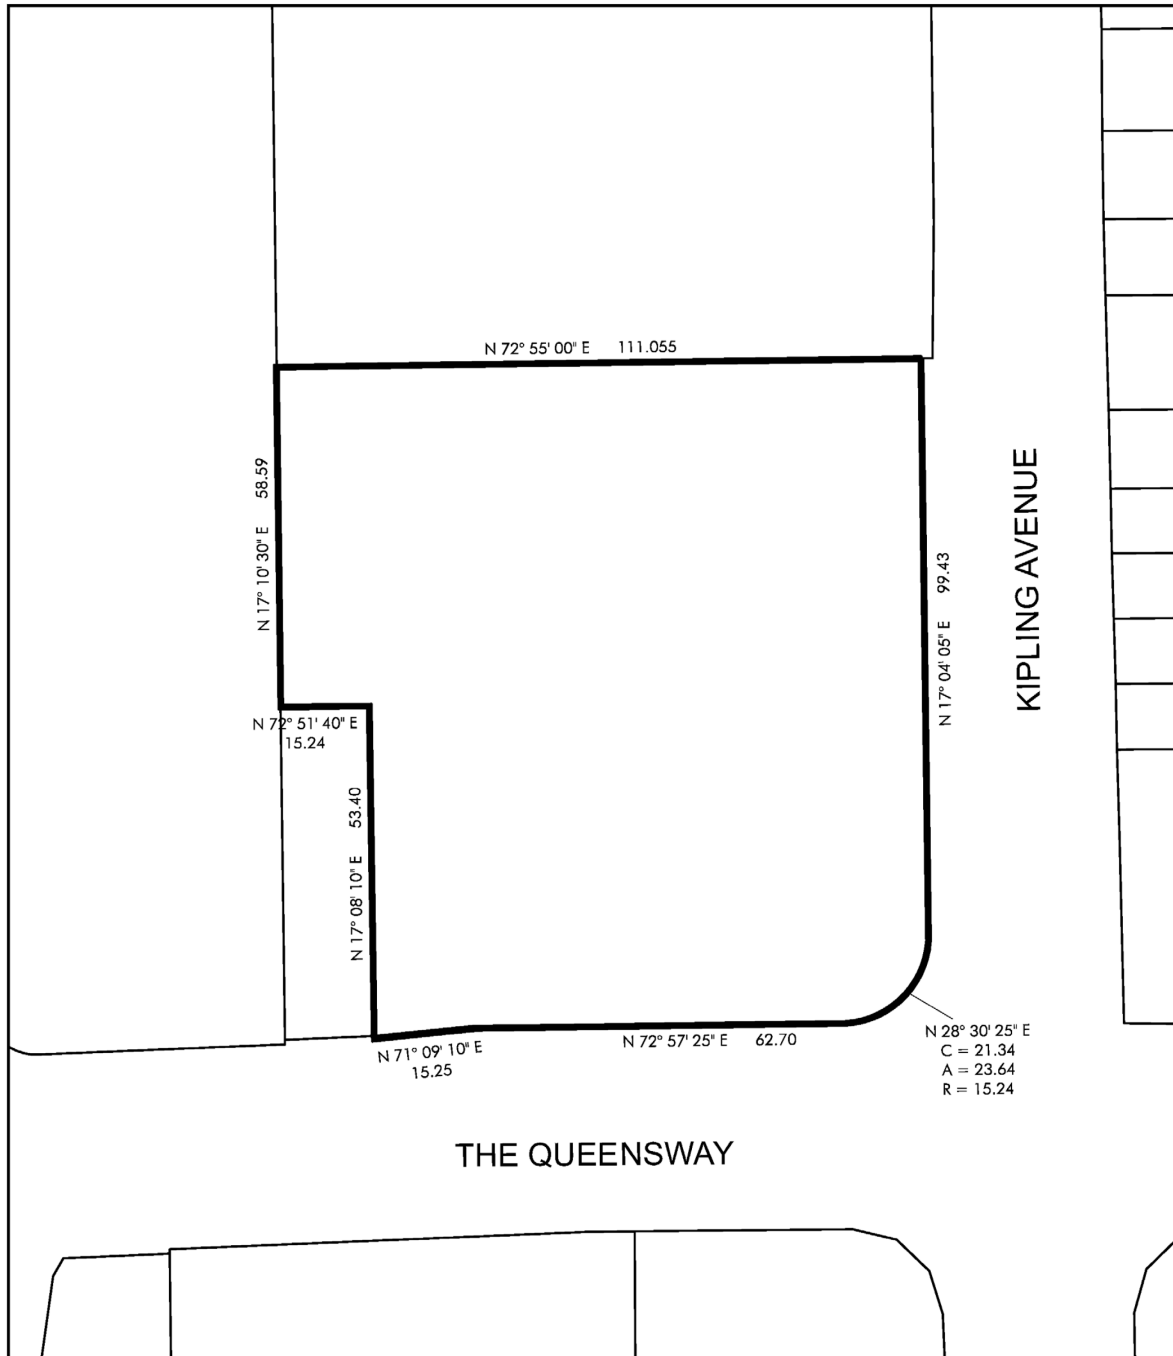 N 72° 55' 00" E 111.055
N 17° 10' 30" E 58.59
KIPLING AVENUE
N 17° 04' 05" E 99.43
N 72° 51' 40" E
15.24
N 17° 08' 10" E 53.40
N 71° 09' 10" E
15.25
N 72° 57' 25" E 62.70
N 28° 30' 25" E
C = 21.34
A = 23.64
R = 15.24
THE QUEENSWAY